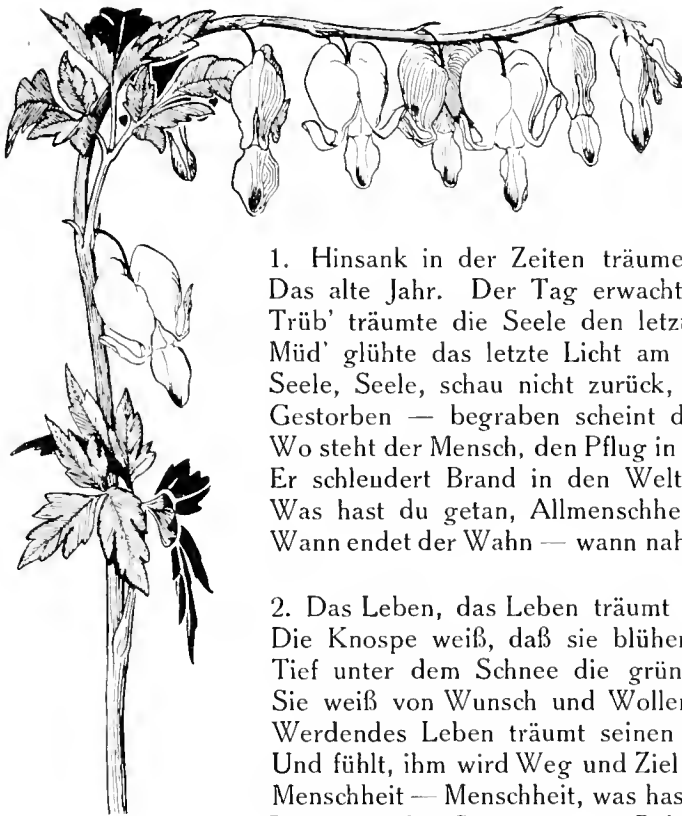 1. Hinsank in der Zeiten träume
Das alte Jahr. Der Tag erwacht
Trüb' träumte die Seele den letz
Müd' glühte das letzte Licht am
Seele, Seele, schau nicht zurück,
Gestorben — begraben scheint d
Wo steht der Mensch, den Pflug in
Er schleudert Brand in den Welt
Was hast du getan, Allmenschhe
Wann endet der Wahn — wann nah
2. Das Leben, das Leben träumt
Die Knospe weiß, daß sie blühe
Tief unter dem Schnee die grün
Sie weiß von Wunsch und Wolle
Werdendes Leben träumt seinen
Und fühlt, ihm wird Weg und Ziel
Menschheit — Menschheit, was has